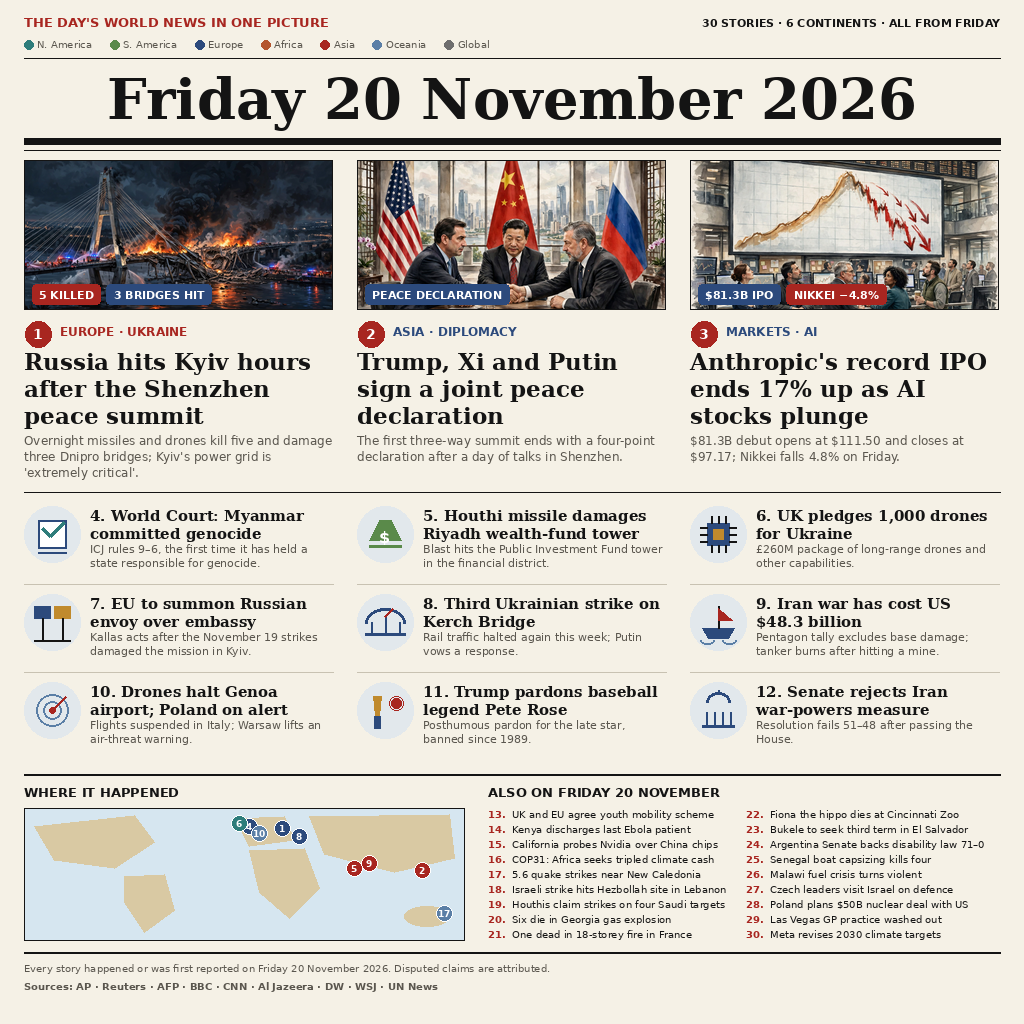 THE DAY'S WORLD NEWS IN ONE PICTURE
30 STORIES · 6 CONTINENTS · ALL FROM FRIDAY
N. America
S. America
Europe
Africa
Asia
Oceania
Global
Friday 20 November 2026
5 KILLED
3 BRIDGES HIT
1
EUROPE · UKRAINE
Russia hits Kyiv hours
after the Shenzhen
peace summit
Overnight missiles and drones kill five and damage
three Dnipro bridges; Kyiv's power grid is
'extremely critical'.
PEACE DECLARATION
2
ASIA · DIPLOMACY
Trump, Xi and Putin
sign a joint peace
declaration
The first three-way summit ends with a four-point
declaration after a day of talks in Shenzhen.
$81.3B IPO
NIKKEI −4.8%
3
MARKETS · AI
Anthropic's record IPO
ends 17% up as AI
stocks plunge
$81.3B debut opens at $111.50 and closes at
$97.17; Nikkei falls 4.8% on Friday.
4. World Court: Myanmar
committed genocide
ICJ rules 9–6, the first time it has held a
state responsible for genocide.
$
5. Houthi missile damages
Riyadh wealth-fund tower
Blast hits the Public Investment Fund tower
in the financial district.
6. UK pledges 1,000 drones
for Ukraine
£260M package of long-range drones and
other capabilities.
7. EU to summon Russian
envoy over embassy
Kallas acts after the November 19 strikes
damaged the mission in Kyiv.
8. Third Ukrainian strike on
Kerch Bridge
Rail traffic halted again this week; Putin
vows a response.
9. Iran war has cost US
$48.3 billion
Pentagon tally excludes base damage;
tanker burns after hitting a mine.
10. Drones halt Genoa
airport; Poland on alert
Flights suspended in Italy; Warsaw lifts an
air-threat warning.
11. Trump pardons baseball
legend Pete Rose
Posthumous pardon for the late star,
banned since 1989.
12. Senate rejects Iran
war-powers measure
Resolution fails 51–48 after passing the
House.
WHERE IT HAPPENED
6
4
10
1
8
5
9
2
17
ALSO ON FRIDAY 20 NOVEMBER
13. UK and EU agree youth mobility scheme
14. Kenya discharges last Ebola patient
15. California probes Nvidia over China chips
16. COP31: Africa seeks tripled climate cash
17. 5.6 quake strikes near New Caledonia
18. Israeli strike hits Hezbollah site in Lebanon
19. Houthis claim strikes on four Saudi targets
20. Six die in Georgia gas explosion
21. One dead in 18-storey fire in France
22. Fiona the hippo dies at Cincinnati Zoo
23. Bukele to seek third term in El Salvador
24. Argentina Senate backs disability law 71–0
25. Senegal boat capsizing kills four
26. Malawi fuel crisis turns violent
27. Czech leaders visit Israel on defence
28. Poland plans $50B nuclear deal with US
29. Las Vegas GP practice washed out
30. Meta revises 2030 climate targets
Every story happened or was first reported on Friday 20 November 2026. Disputed claims are attributed.
Sources: AP · Reuters · AFP · BBC · CNN · Al Jazeera · DW · WSJ · UN News